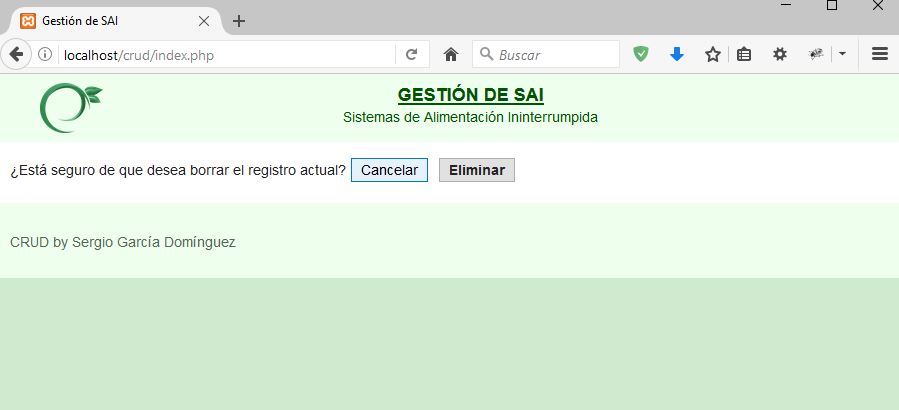 Gestión de SAI
localhost/crud/index.php
Buscar
GESTIÓN DE SAI
Sistemas de Alimentación Ininterrumpida
¿Está seguro de que desea borrar el registro actual? Cancelar Eliminar
CRUD by Sergio García Domínguez